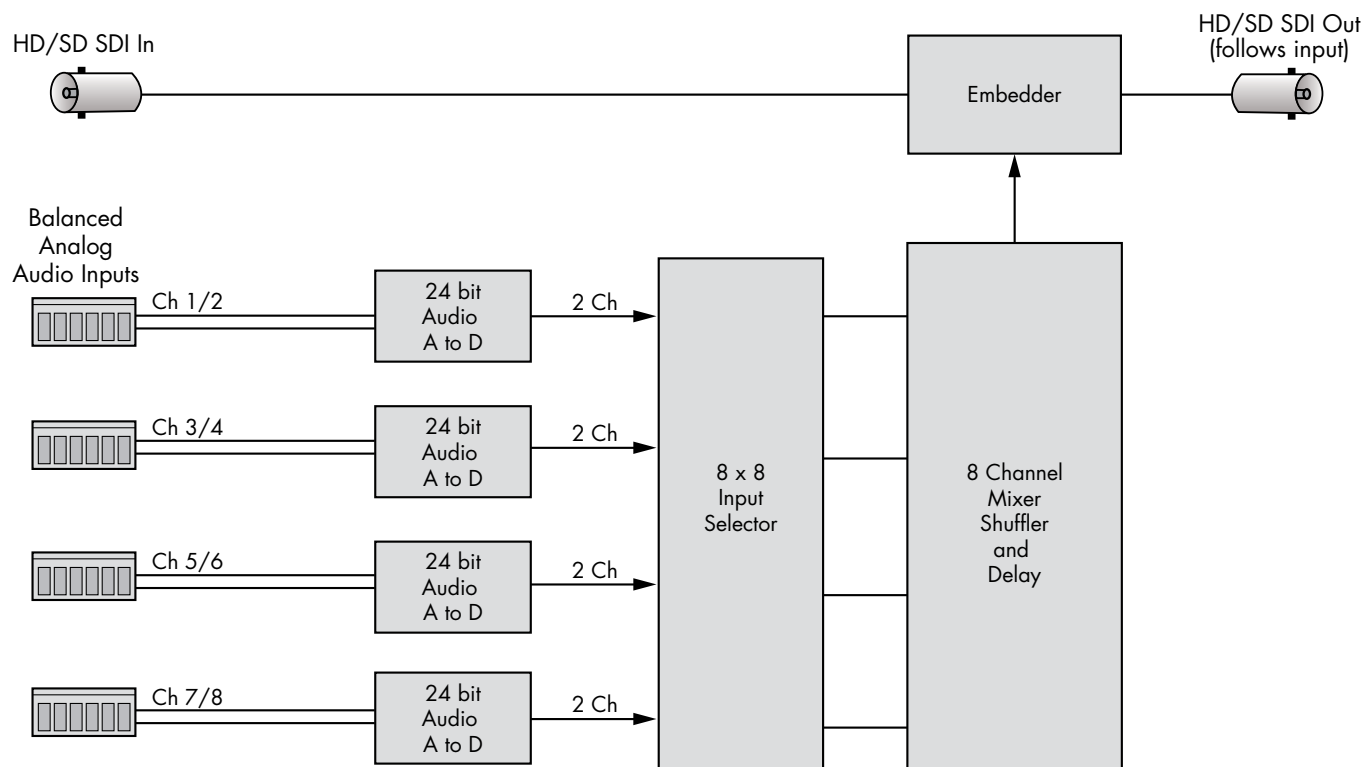 HD/SD SDI In
HD/SD SDI Out
(follows input)
Embedder
Balanced
Analog
Audio Inputs
Ch 1/2
24 bit
Audio
A to D
2 Ch
Ch 3/4
24 bit
Audio
A to D
2 Ch
Ch 5/6
24 bit
Audio
A to D
2 Ch
Ch 7/8
24 bit
Audio
A to D
2 Ch
8 x 8
Input
Selector
8 Channel
Mixer
Shuffler
and
Delay